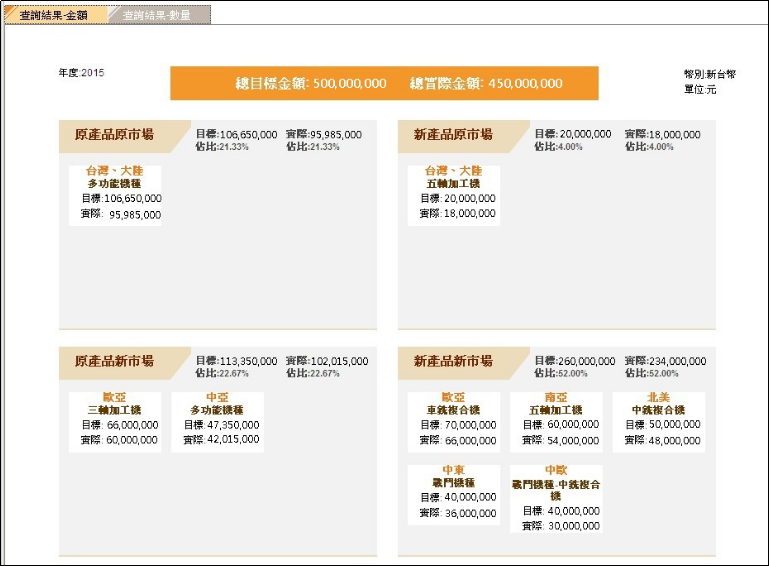 查詢結果-金額
查詢結果-數量
年度:2015
總目標金額: 500,000,000 總實際金額: 450,000,000
幣別:新台幣
單位:元
原產品原市場
目標:106,650,000 實際:95,985,000
佔比:21.33% 佔比:21.33%
台灣、大陸
多功能機種
目標:106,650,000
實際: 95,985,000
新產品原市場
目標:20,000,000 實際:18,000,000
佔比:4.00% 佔比:4.00%
台灣、大陸
五軸加工機
目標:20,000,000
實際:18,000,000
原產品新市場
目標:113,350,000 實際:102,015,000
佔比:22.67% 佔比:22.67%
歐亞
三軸加工機
目標: 66,000,000
實際: 60,000,000
中亞
多功能機種
目標: 47,350,000
實際: 42,015,000
新產品新市場
目標:260,000,000 實際:234,000,000
佔比:52.00% 佔比:52.00%
歐亞
車銑複合機
目標: 70,000,000
實際: 66,000,000
南亞
五軸加工機
目標: 60,000,000
實際: 54,000,000
北美
中銑複合機
目標: 50,000,000
實際: 48,000,000
中東
戰鬥機種
目標: 40,000,000
實際: 36,000,000
中歐
戰鬥機種-中銑複合
機
目標: 40,000,000
實際: 30,000,000